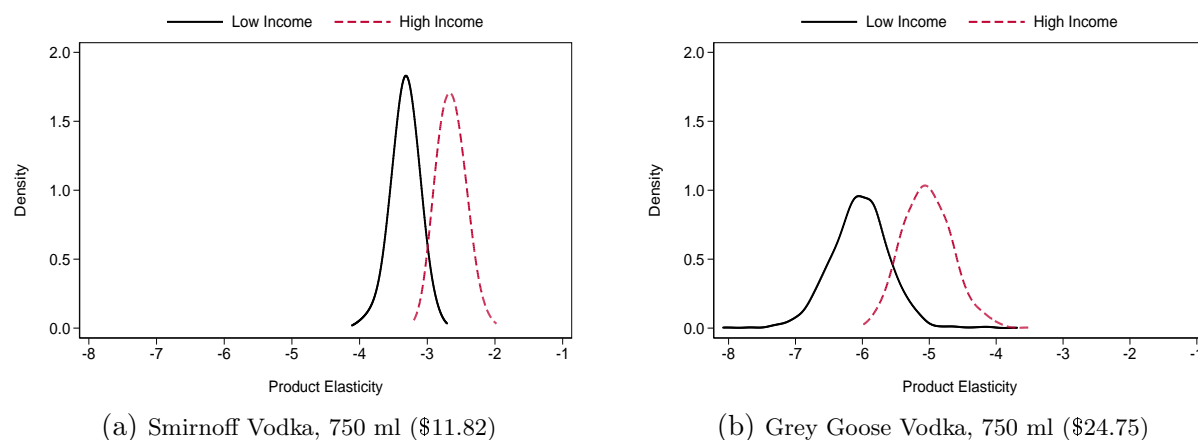 Low Income High Income
2.0
1.5
1.0
0.5
0.0
Density
-8 -7 -6 -5 -4 -3 -2 -1
Product Elasticity
(a) Smirnoff Vodka, 750 ml ($11.82)
Low Income High Income
2.0
1.5
1.0
0.5
0.0
Density
-8 -7 -6 -5 -4 -3 -2 -1
Product Elasticity
(b) Grey Goose Vodka, 750 ml ($24.75)